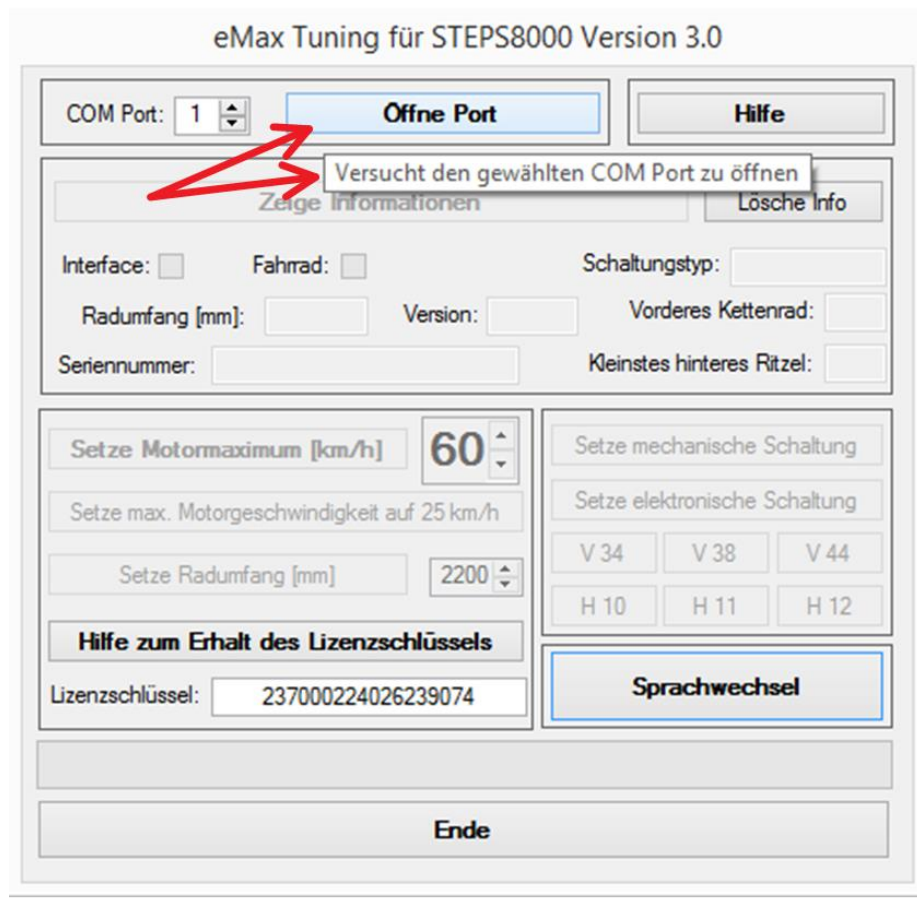 eMax Tuning für STEPS8000 Version 3.0
COM Port: 1 Öffne Port Hilfe
Versucht den gewählten COM Port zu öffnen
Zeige Informationen Lösche Info
Interface: Fahrrad: Schaltungstyp:
Radumfang [mm]: Version: Vorderes Kettenrad:
Seriennummer: Kleinstes hinteres Ritzel:
Setze Motormaximum [km/h] 60
Setze max. Motorgeschwindigkeit auf 25 km/h
Setze Radumfang [mm] 2200
Hilfe zum Erhalt des Lizenzschlüssels
Lizenzschlüssel: 237000224026239074
Setze mechanische Schaltung
Setze elektronische Schaltung
V 34 V 38 V 44
H 10 H 11 H 12
Sprachwechsel
Ende